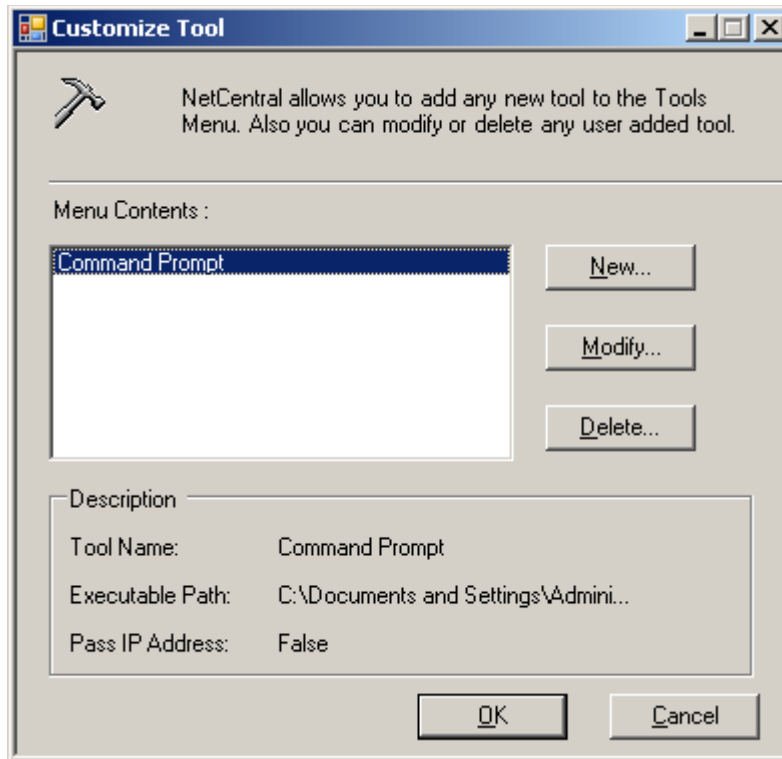 Customize Tool
NetCentral allows you to add any new tool to the Tools
Menu. Also you can modify or delete any user added tool.
Menu Contents :
Command Prompt
New...
Modify...
Delete...
Description
Tool Name: Command Prompt
Executable Path: C:\Documents and Settings\Admini...
Pass IP Address: False
OK Cancel